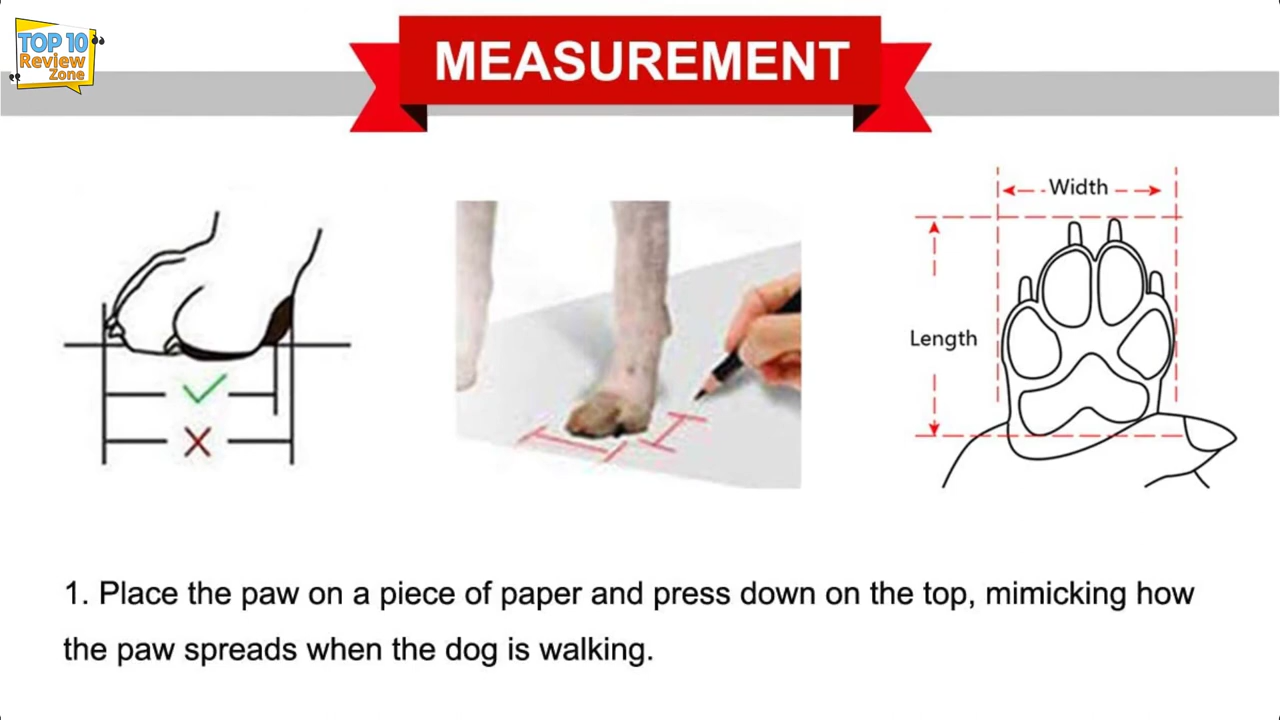 TOP 10
Review
Zone
MEASUREMENT
Width
Length
1. Place the paw on a piece of paper and press down on the top, mimicking how
the paw spreads when the dog is walking.